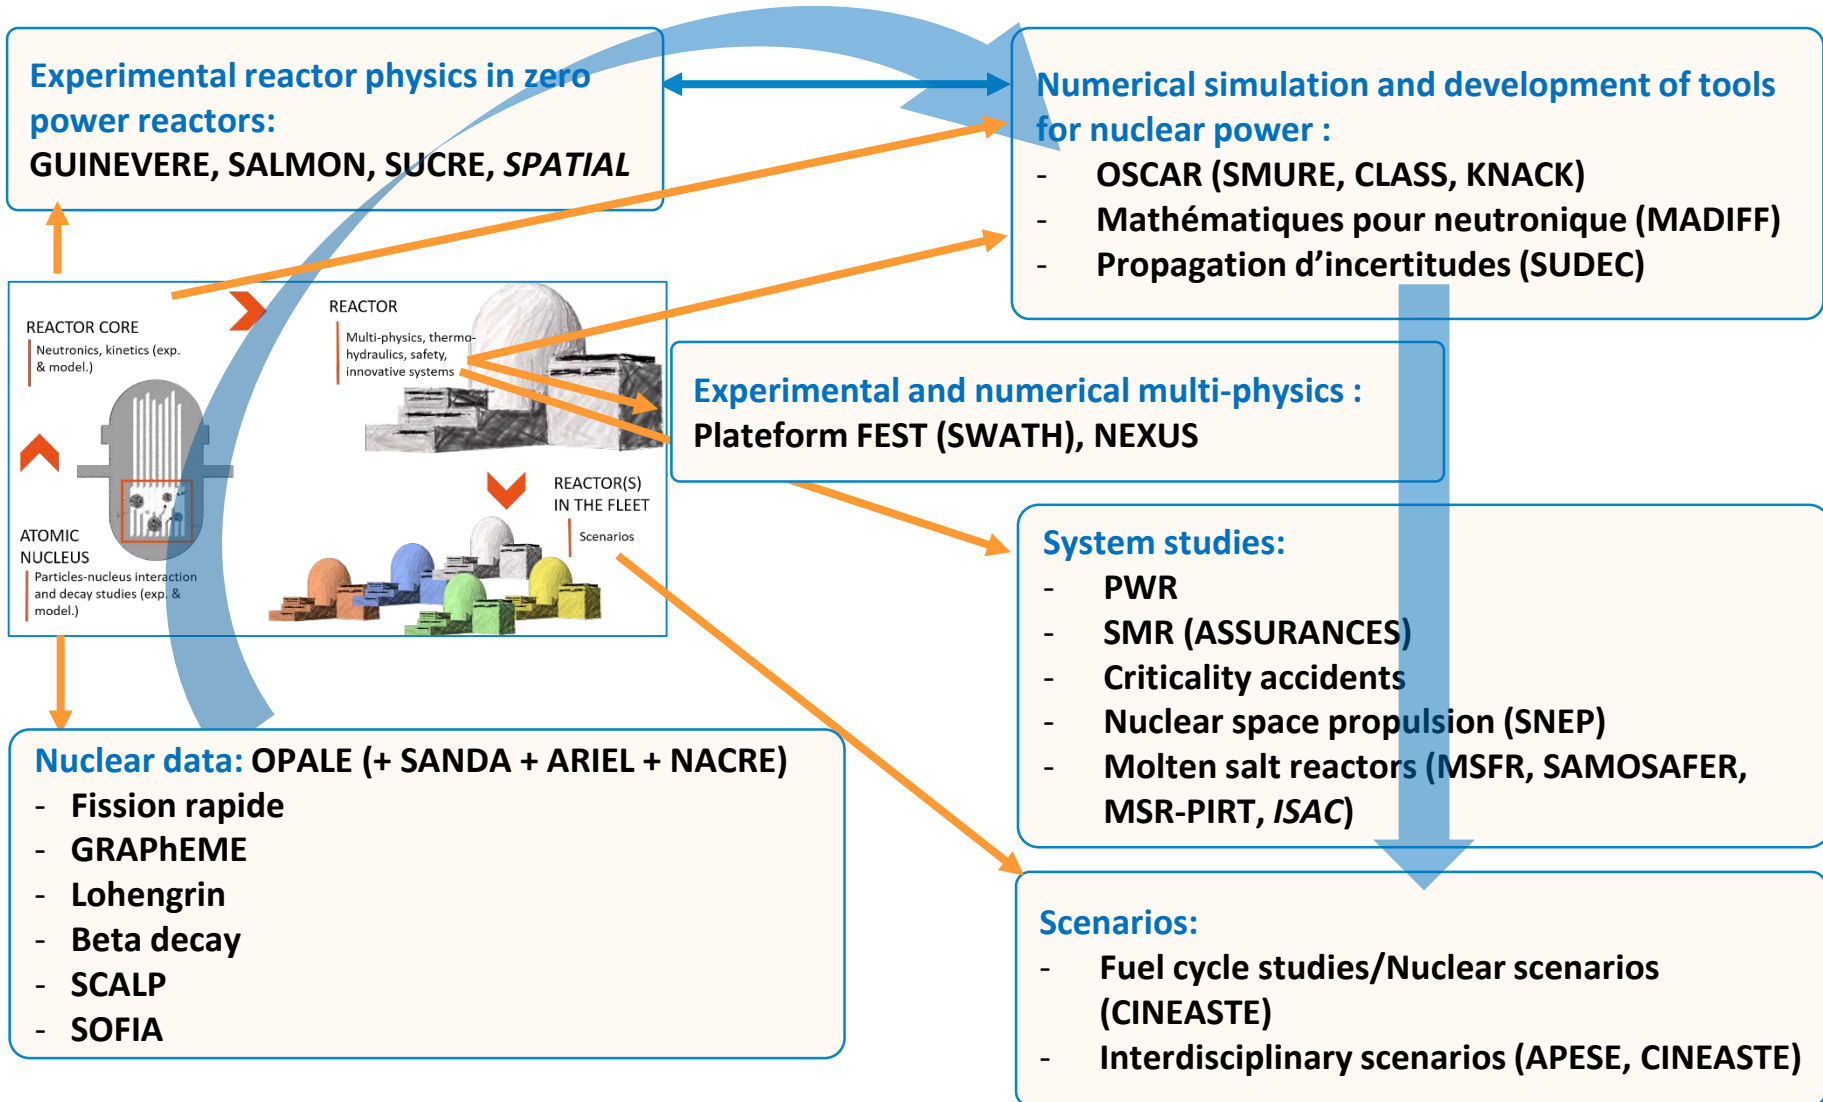 Experimental reactor physics in zero
power reactors:
GUINEVERE, SALMON, SUCRE, SPATIAL
Numerical simulation and development of tools
for nuclear power :
- OSCAR (SMURE, CLASS, KNACK)
- Mathématiques pour neutronique (MADIFF)
- Propagation d’incertitudes (SUDEC)
REACTOR CORE
Neutronics, kinetics (exp.
& model.)
REACTOR
Multi-physics, thermo-
hydraulics, safety,
innovative systems
ATOMIC
NUCLEUS
Particles-nucleus interaction
and decay studies (exp. &
model.)
REACTOR(S)
IN THE FLEET
Scenarios
Experimental and numerical multi-physics :
Plateform FEST (SWATH), NEXUS
System studies:
- PWR
- SMR (ASSURANCES)
- Criticality accidents
- Nuclear space propulsion (SNEP)
- Molten salt reactors (MSFR, SAMOSAFER,
MSR-PIRT, ISAC)
Nuclear data: OPALE (+ SANDA + ARIEL + NACRE)
- Fission rapide
- GRAPhEME
- Lohengrin
- Beta decay
- SCALP
- SOFIA
Scenarios:
- Fuel cycle studies/Nuclear scenarios
(CINEASTE)
- Interdisciplinary scenarios (APESE, CINEASTE)